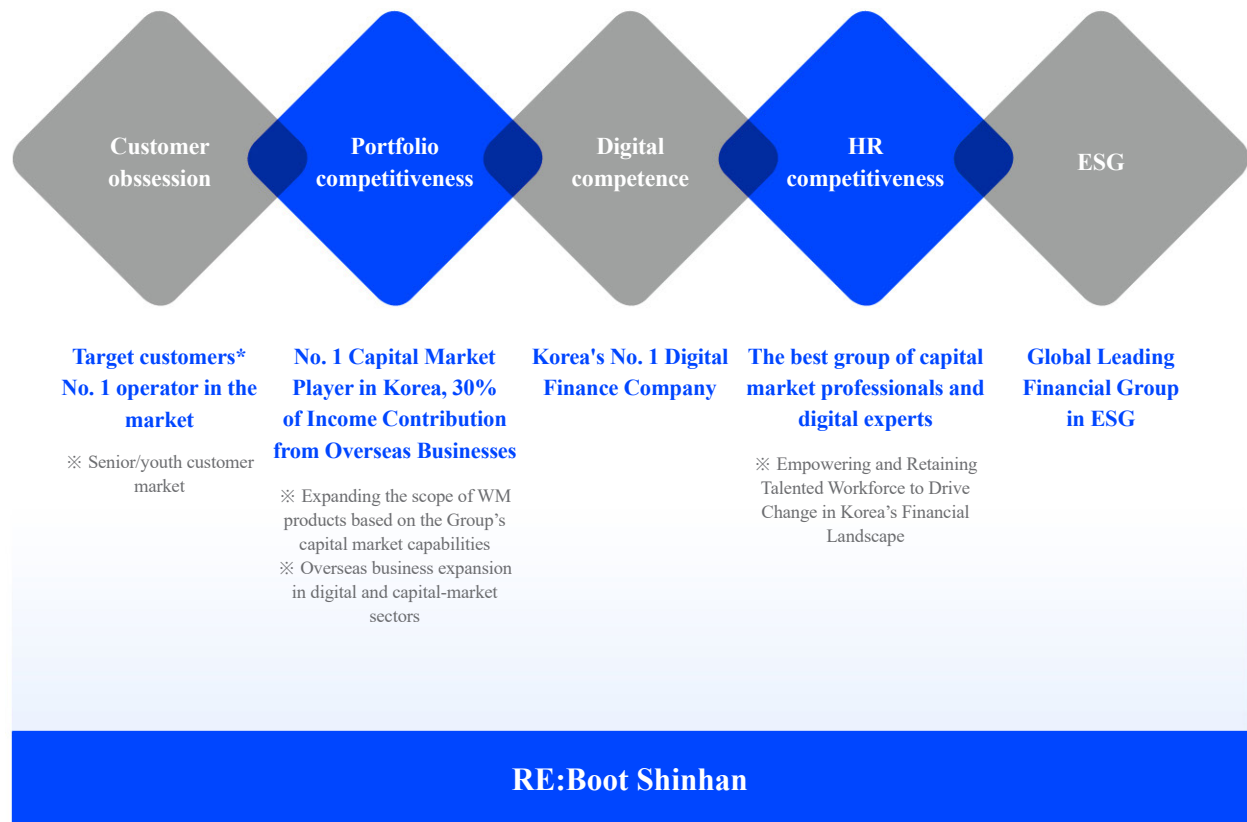 Customer
obssession
Portfolio
competitiveness
Digital
competence
HR
competitiveness
ESG
Target customers*
No. 1 operator in the
market
※ Senior/youth customer
market
No. 1 Capital Market
Player in Korea, 30%
of Income Contribution
from Overseas Businesses
※ Expanding the scope of WM
products based on the Group’s
capital market capabilities
※ Overseas business expansion
in digital and capital-market
sectors
Korea's No. 1 Digital
Finance Company
The best group of capital
market professionals and
digital experts
※ Empowering and Retaining
Talented Workforce to Drive
Change in Korea’s Financial
Landscape
Global Leading
Financial Group
in ESG
RE:Boot Shinhan